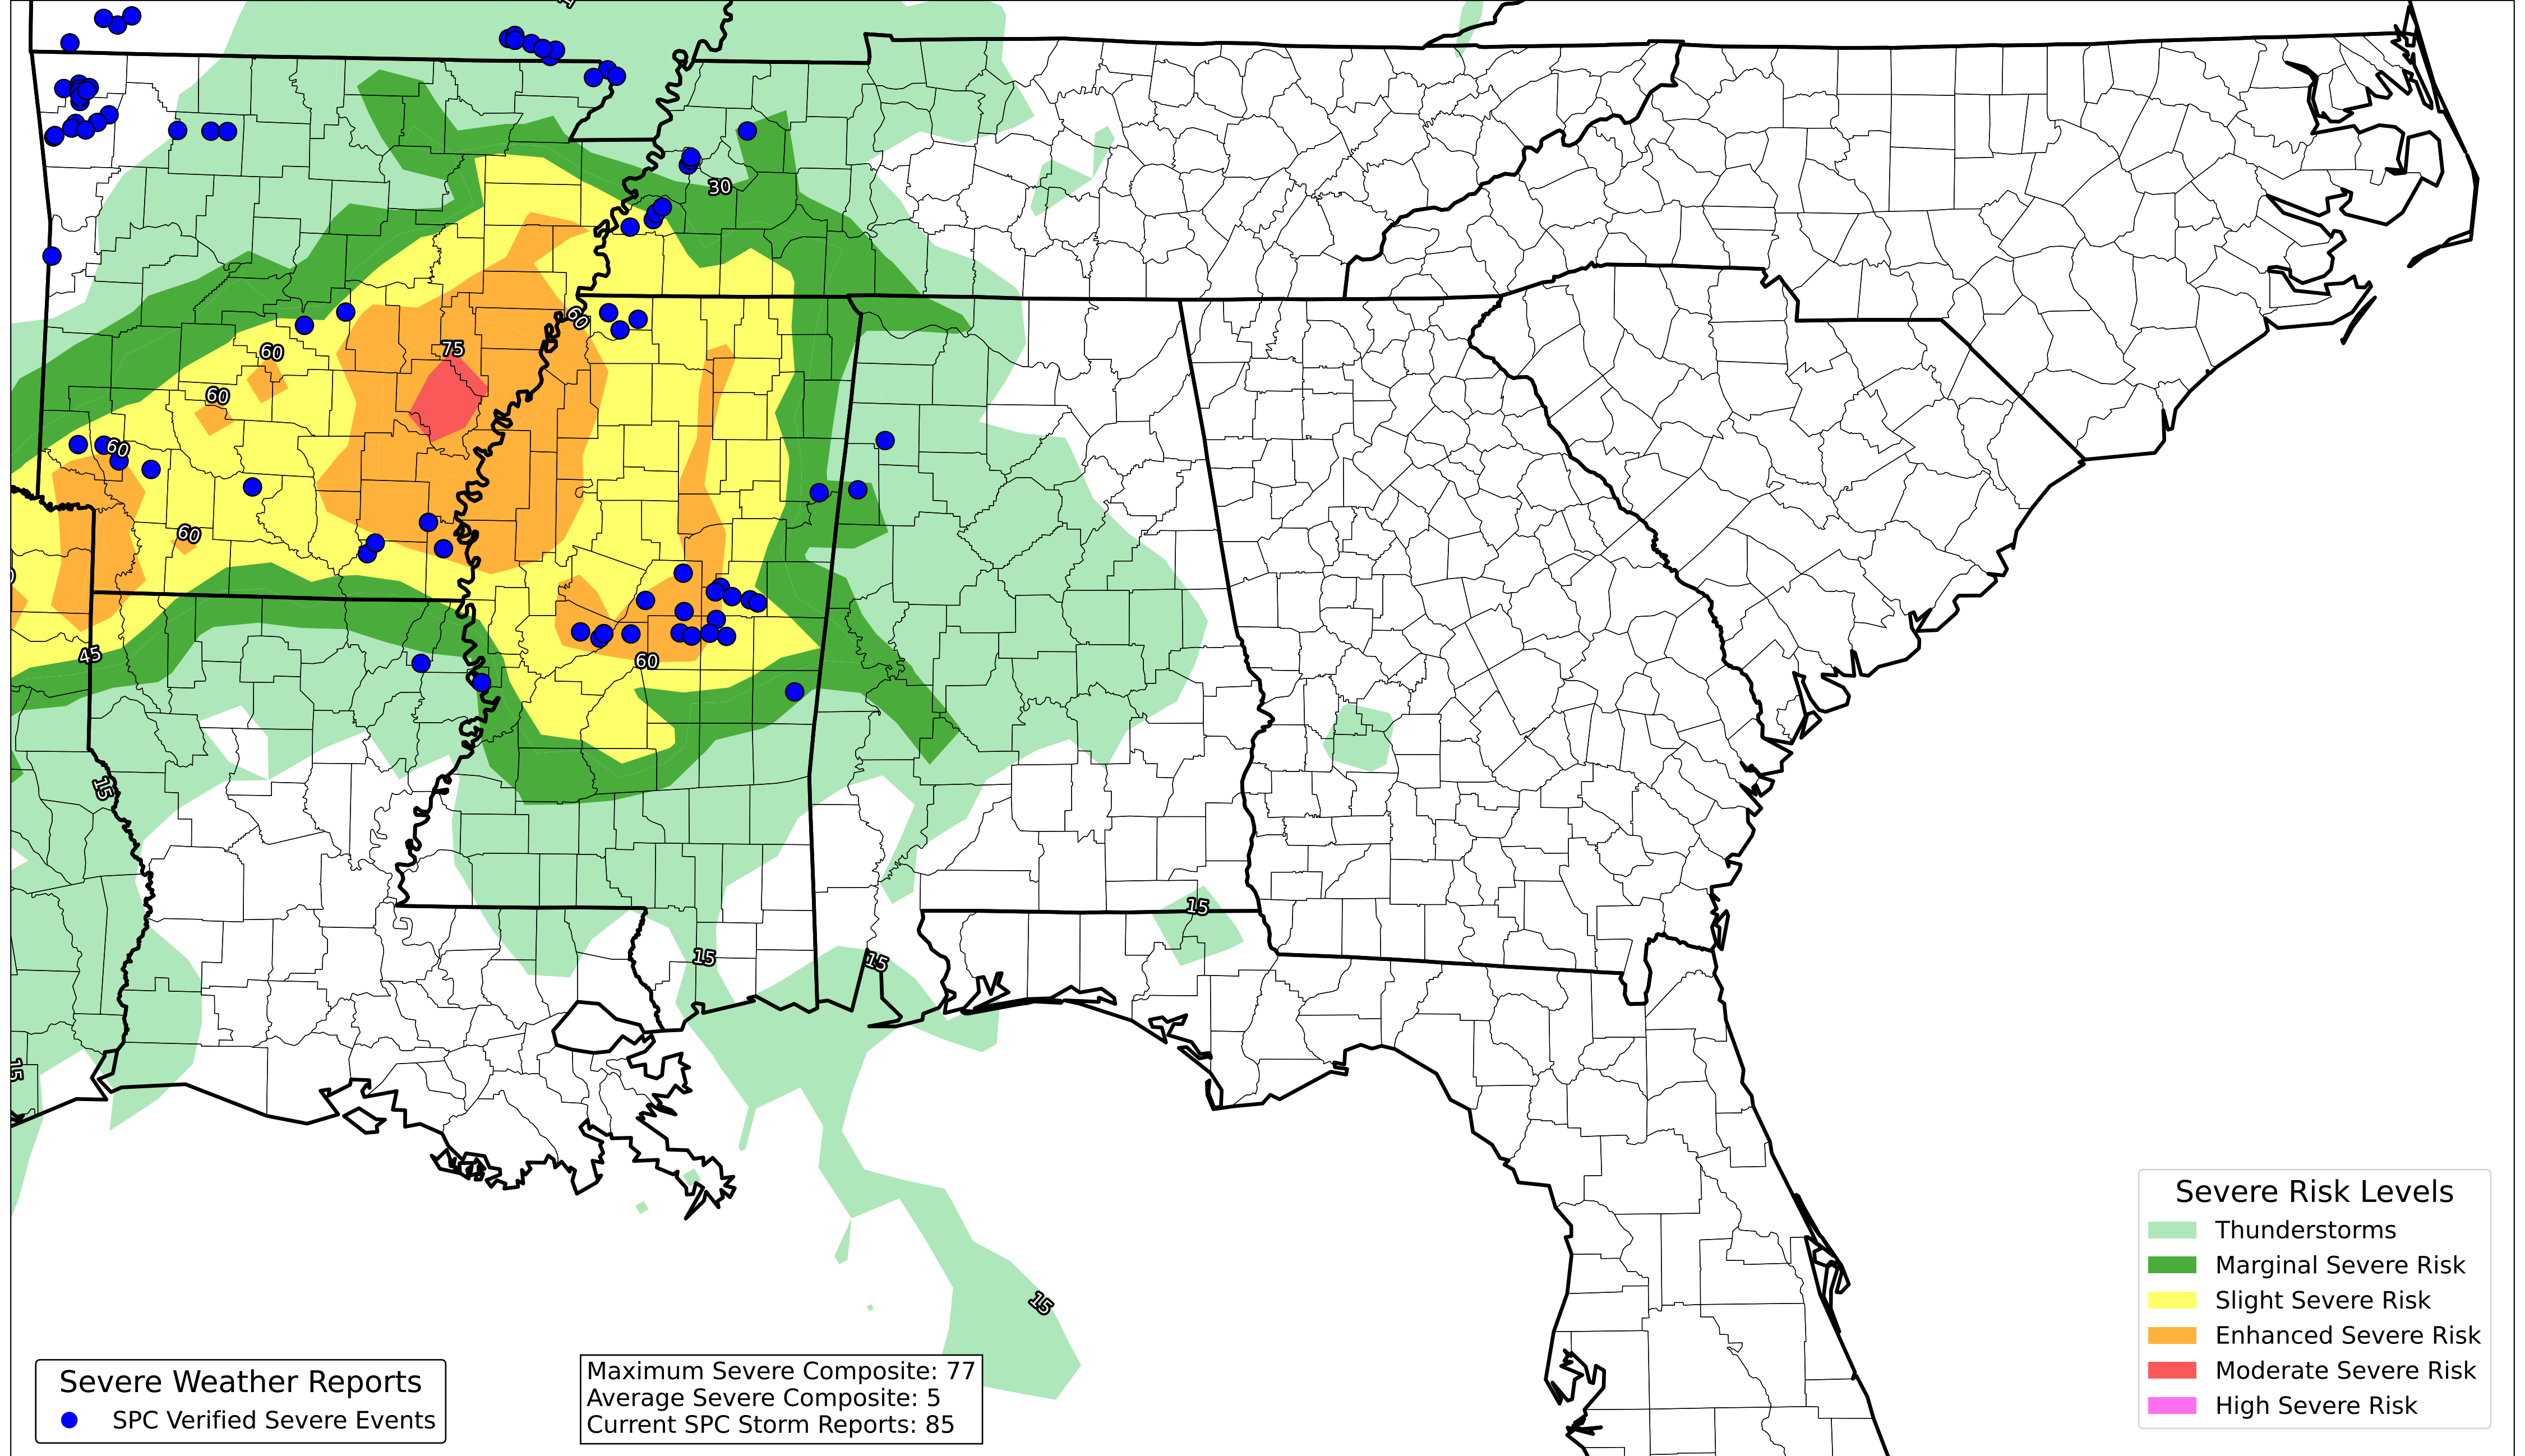 30
60
75
60
60
60
60
45
60
15
15
15
15
15
15
Severe Risk Levels
Thunderstorms
Marginal Severe Risk
Slight Severe Risk
Enhanced Severe Risk
Moderate Severe Risk
High Severe Risk
Severe Weather Reports
SPC Verified Severe Events
Maximum Severe Composite: 77
Average Severe Composite: 5
Current SPC Storm Reports: 85